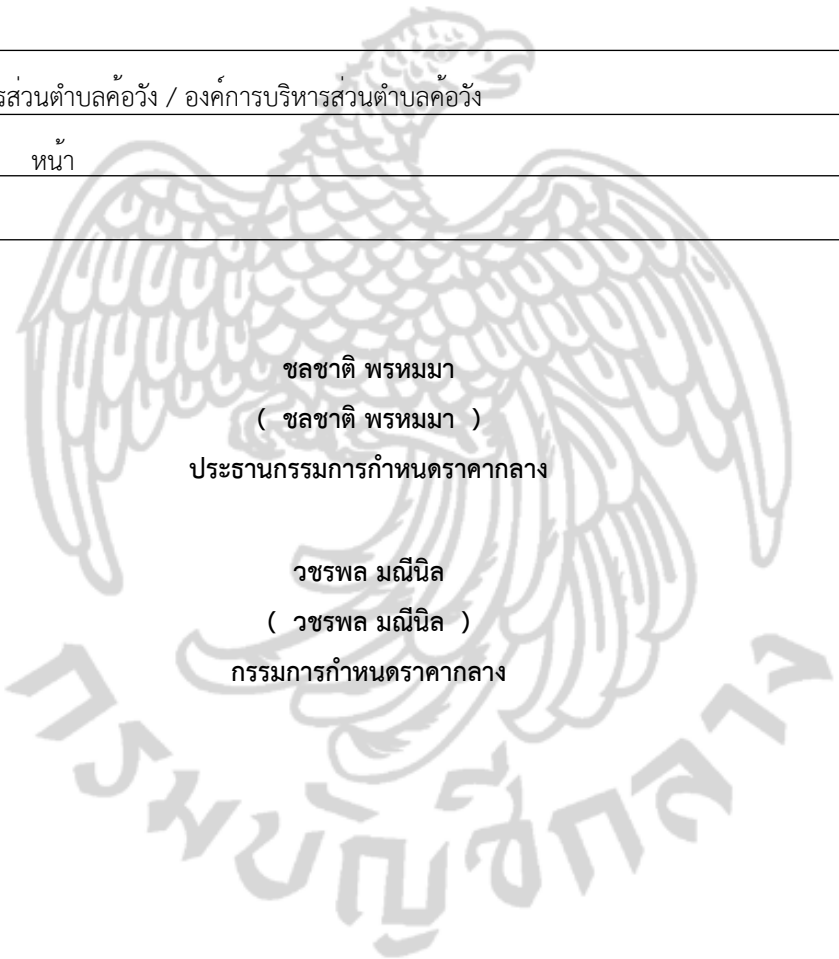 รส่วนตำบลค้อวัง / องค์การบริหารส่วนตำบลค้อวัง
หน้า
ชลชาติ พรหมมา
( ชลชาติ พรหมมา )
ประธานกรรมการกำหนดราคากลาง
วชรพล มณีนิล
( วชรพล มณีนิล )
กรรมการกำหนดราคากลาง
กรมบัญชีกลาง